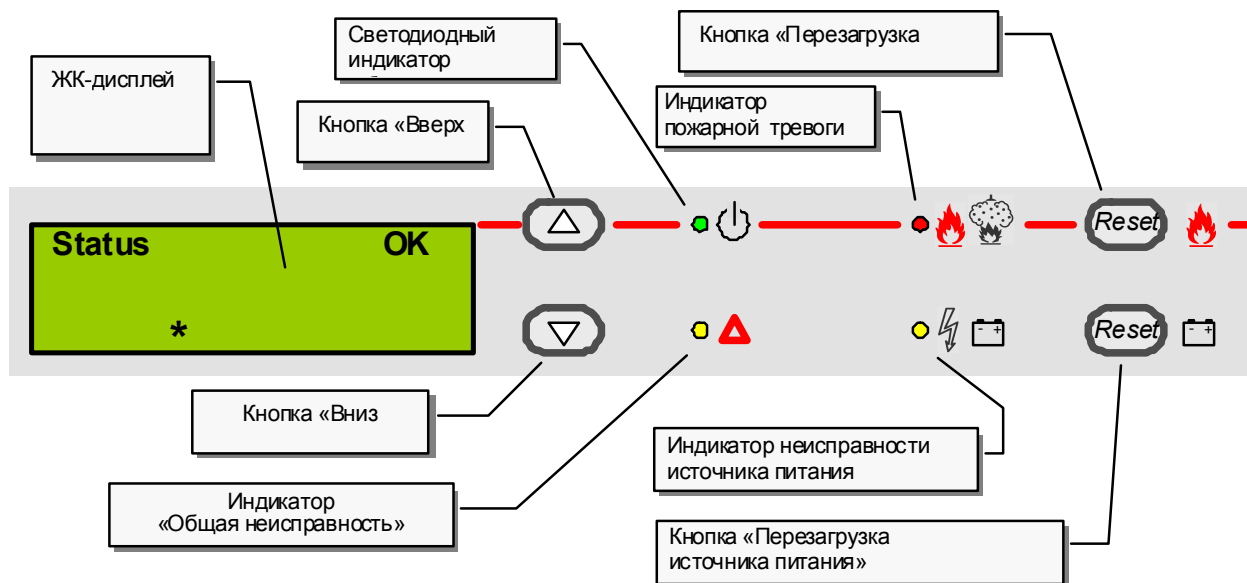 Светодиодный
индикатор
Кнопка «Перезагрузка
ЖК-дисплей
Индикатор
пожарной тревоги
Кнопка «Вверх
Status OK
Reset
*
Reset
Кнопка «Вниз
Индикатор неисправности
источника питания
Индикатор
«Общая неисправность»
Кнопка «Перезагрузка
источника питания»